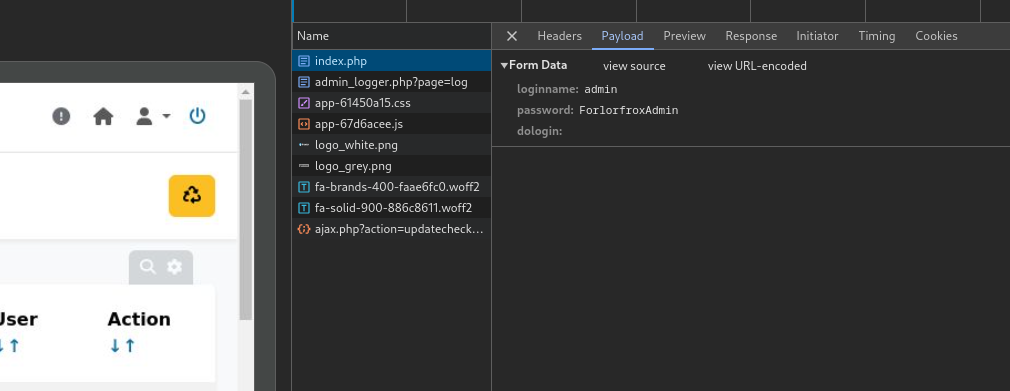 Name
Headers Payload Preview Response Initiator Timing Cookies
index.php
Form Data view source view URL-encoded
admin_logger.php?page=log
loginname: admin
app-61450a15.css
password: ForlorfroxAdmin
app-67d6acee.js
dologin:
logo_white.png
logo_grey.png
fa-brands-400-faae6fc0.woff2
fa-solid-900-886c8611.woff2
ajax.php?action=updatecheck...
User Action